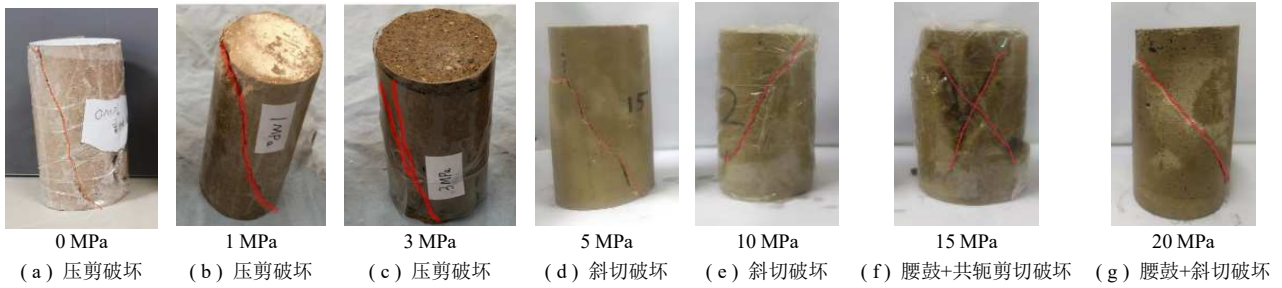 0MPa
1MPa
3MPa
15
2
0 MPa
1 MPa
3 MPa
5 MPa
10 MPa
15 MPa
20 MPa
(a) 压剪破坏
(b) 压剪破坏
(c) 压剪破坏
(d) 斜切破坏
(e) 斜切破坏
(f) 腰鼓+共轭剪切破坏
(g) 腰鼓+斜切破坏